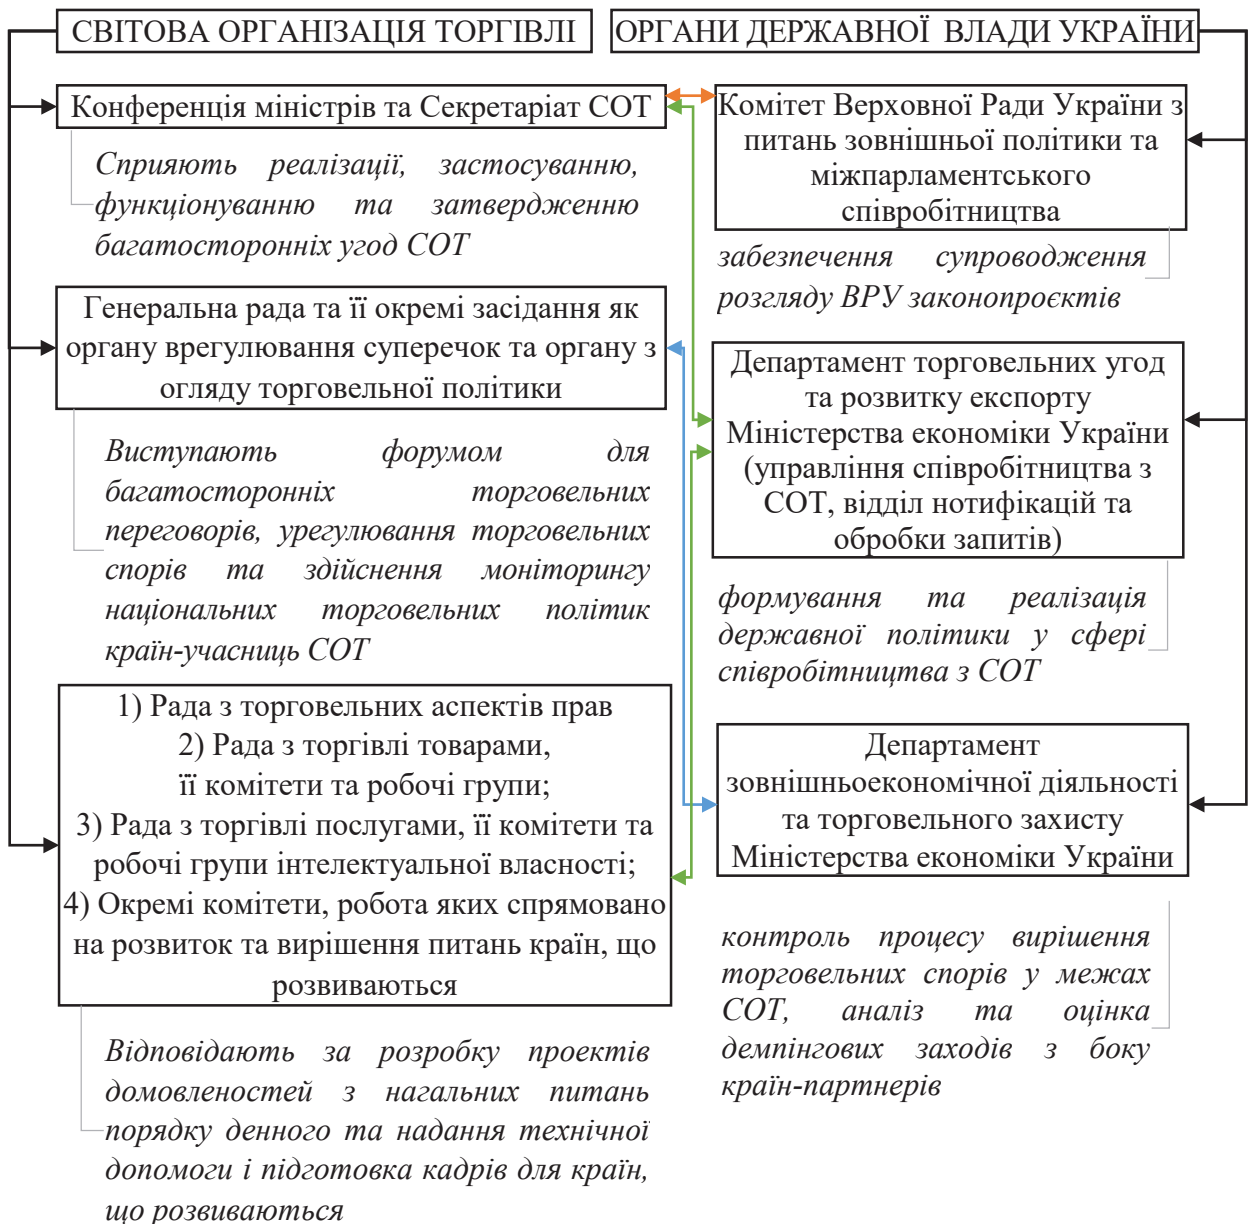 СВІТОВА ОРГАНІЗАЦІЯ ТОРГІВЛІ
Конференція міністрів та Секретаріат СОТ
Сприяють реалізації, застосуванню,
функціонуванню та затвердженню
багатосторонніх угод СОТ
Генеральна рада та її окремі засідання як
органу врегулювання суперечок та органу з
огляду торговельної політики
Виступають форумом для
багатосторонніх торговельних
переговорів, урегулювання торговельних
спорів та здійснення моніторингу
національних торговельних політик
країн-учасниць СОТ
1) Рада з торговельних аспектів прав
2) Рада з торгівлі товарами,
її комітети та робочі групи;
3) Рада з торгівлі послугами, її комітети та
робочі групи інтелектуальної власності;
4) Окремі комітети, робота яких спрямовано
на розвиток та вирішення питань країн, що
розвиваються
Відповідають за розробку проектів
домовленостей з нагальних питань
порядку денного та надання технічної
допомоги і підготовка кадрів для країн,
що розвиваються
ОРГАНИ ДЕРЖАВНОЇ ВЛАДИ УКРАЇНИ
Комітет Верховної Ради України з
питань зовнішньої політики та
міжпарламентського
співробітництва
забезпечення супроводження
розгляду ВРУ законопроєктів
Департамент торговельних угод
та розвитку експорту
Міністерства економіки України
(управління співробітництва з
СОТ, відділ нотифікацій та
обробки запитів)
формування та реалізація
державної політики у сфері
співробітництва з СОТ
Департамент
зовнішньоекономічної діяльності
та торговельного захисту
Міністерства економіки України
контроль процесу вирішення
торговельних спорів у межах
СОТ, аналіз та оцінка
демпінгових заходів з боку
країн-партнерів